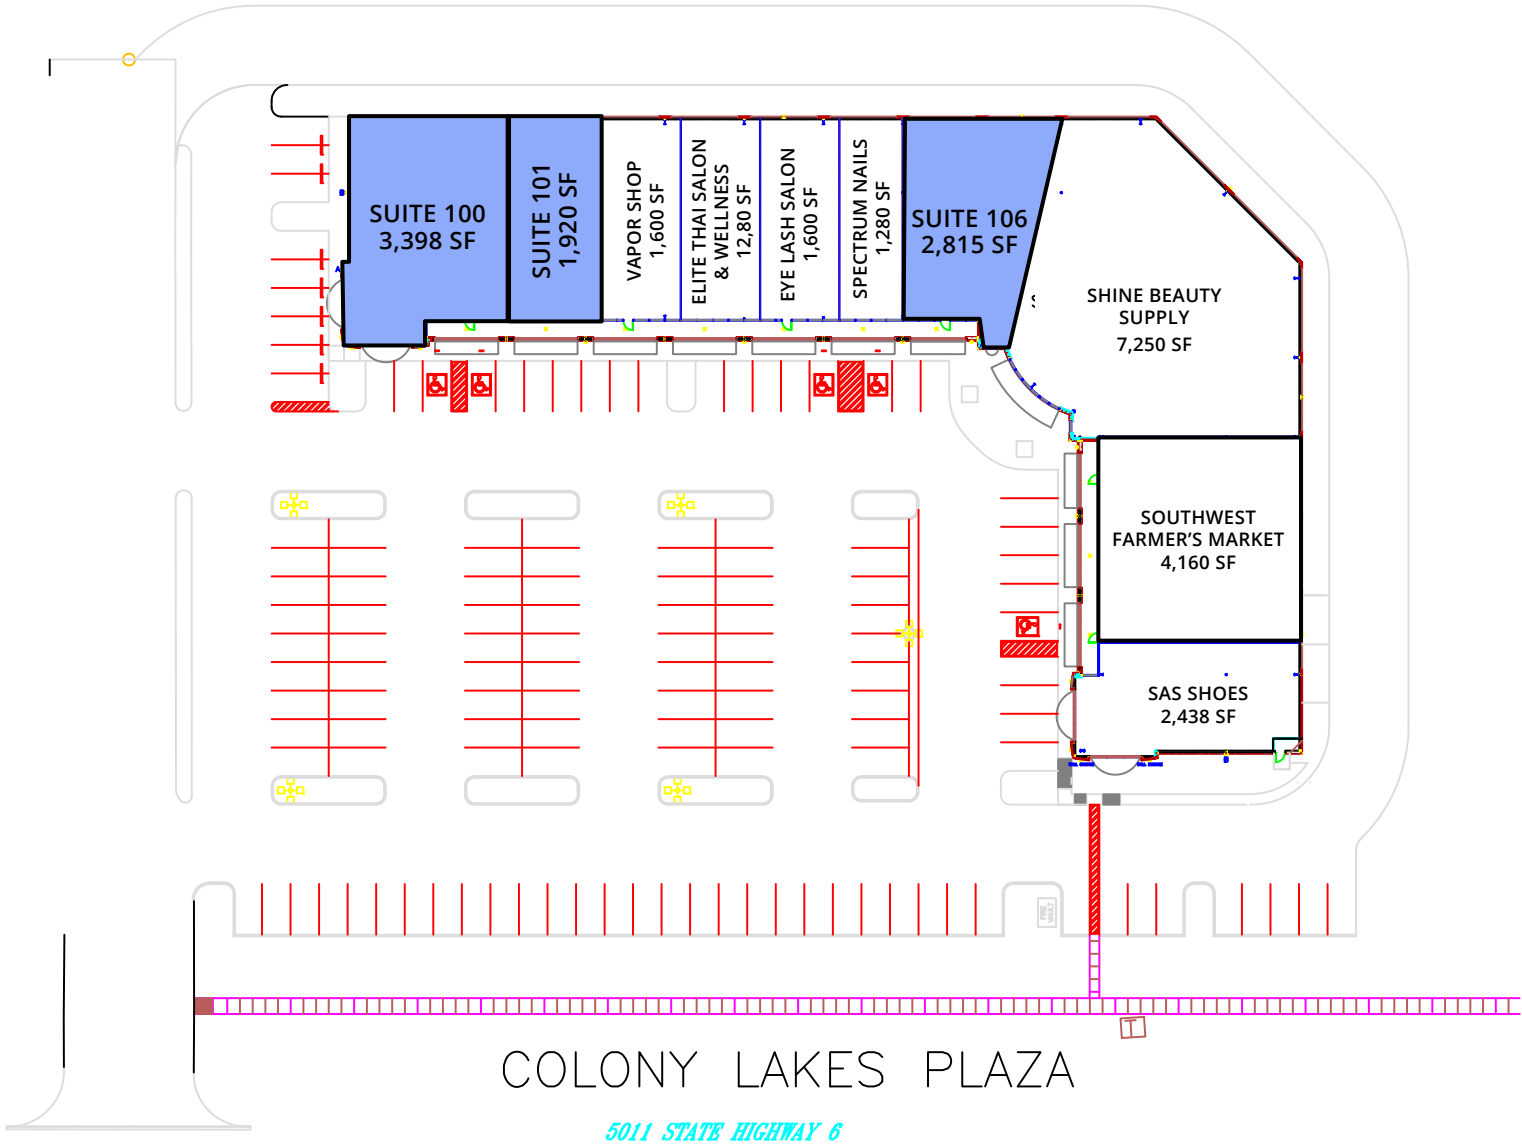 SUITE 100
3,398 SF
SUITE 101
1,920 SF
VAPOR SHOP
1,600 SF
ELITE THAI SALON
& WELLNESS
12,80 SF
EYE LASH SALON
1,600 SF
SPECTRUM NAILS
1,280 SF
SUITE 106
2,815 SF
SHINE BEAUTY
SUPPLY
7,250 SF
SOUTHWEST
FARMER’S MARKET
4,160 SF
SAS SHOES
2,438 SF
FIRE
VAULT
T
COLONY LAKES PLAZA
5011 STATE HIGHWAY 6